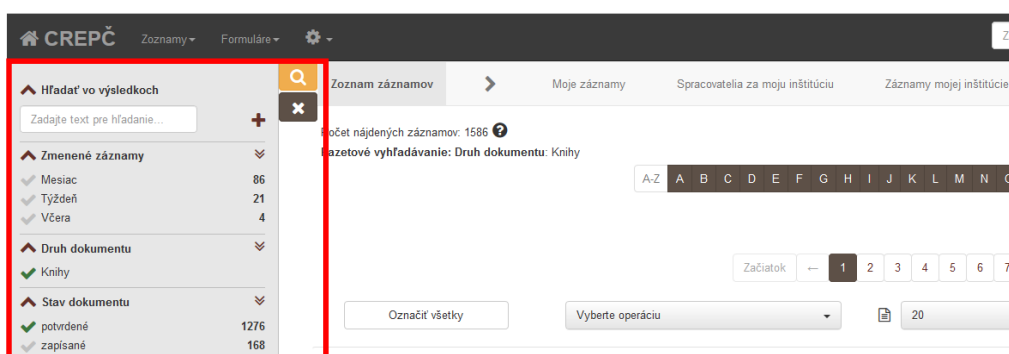 CREPČ Zoznamy Formuláre Z
Hľadať vo výsledkoch
Zadajte text pre hľadanie...
Zmenené záznamy
Mesiac 86
Týždeň 21
Včera 4
Druh dokumentu
Knihy
Stav dokumentu
potvrdené 1276
zapísané 168
Zoznam záznamov Moje záznamy Spracovatelia za moju inštitúciu Záznamy mojej inštitúcie
Počet nájdených záznamov: 1586
Fazetové vyhľadávanie: Druh dokumentu: Knihy
A-Z A B C D E F G H I J K L M N O
Začiatok ← 1 2 3 4 5 6 7
Označiť všetky Vyberte operáciu 20